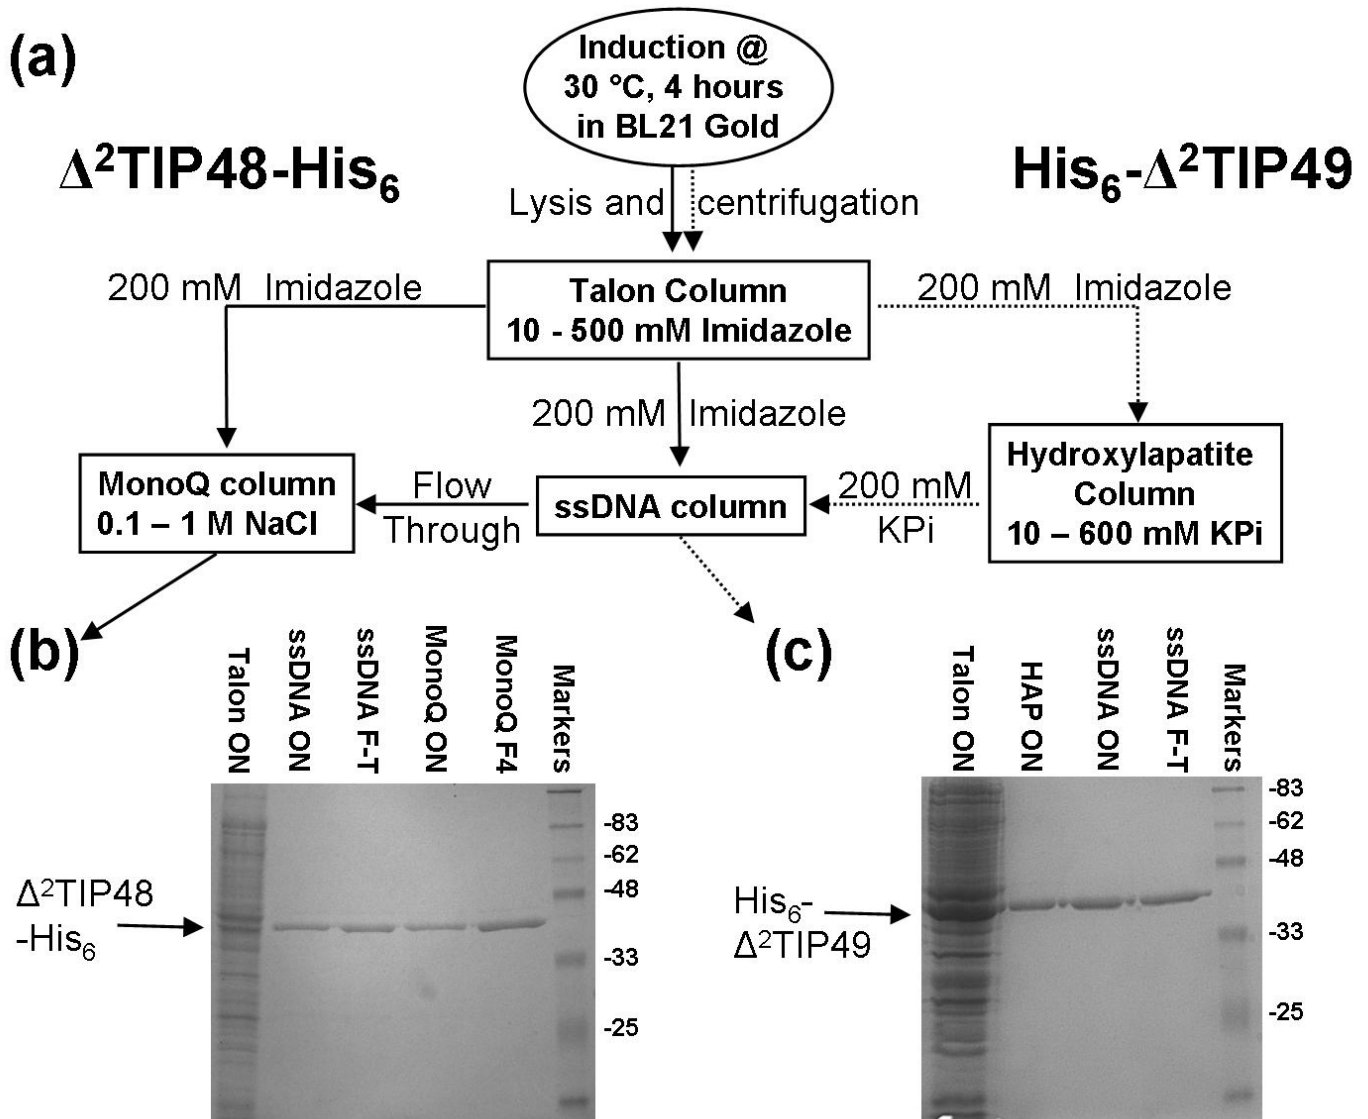 (a)
Induction @
30 °C, 4 hours
in BL21 Gold
Δ²TIP48-His₆
His₆-Δ²TIP49
Lysis and centrifugation
200 mM Imidazole
Talon Column
10 - 500 mM Imidazole
200 mM Imidazole
200 mM Imidazole
MonoQ column
0.1 – 1 M NaCl
Flow
Through
ssDNA column
200 mM
KPi
Hydroxylapatite
Column
10 – 600 mM KPi
(b)
Talon ON
ssDNA ON
ssDNA F-T
MonoQ ON
MonoQ F4
Markers
-83
-62
-48
-33
-25
Δ²TIP48
-His₆
(c)
Talon ON
HAP ON
ssDNA ON
ssDNA F-T
Markers
-83
-62
-48
-33
-25
His₆-
Δ²TIP49